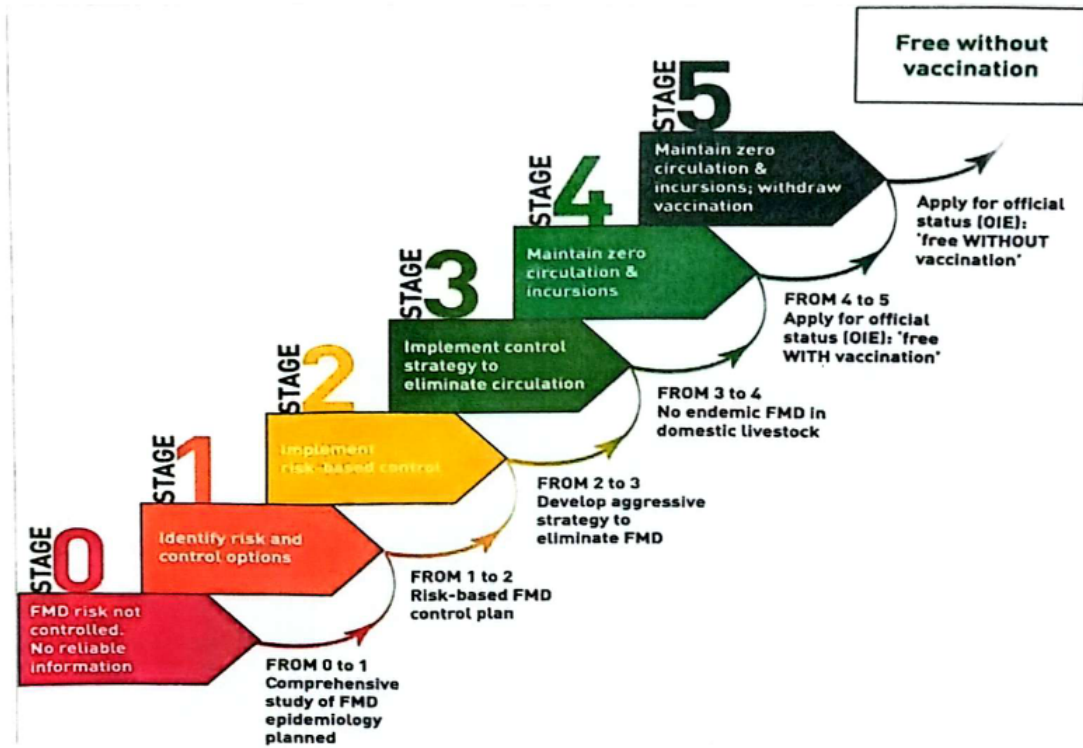 Free without
vaccination
STAGE 5
Maintain zero
circulation &
incursions; withdraw
vaccination
Apply for official
status (OIE):
'free WITHOUT
vaccination'
STAGE 4
Maintain zero
circulation &
incursions
FROM 4 to 5
Apply for official
status (OIE): 'free
WITH vaccination'
STAGE 3
Implement control
strategy to
eliminate circulation
FROM 3 to 4
No endemic FMD in
domestic livestock
STAGE 2
Implement
risk-based control
FROM 2 to 3
Develop aggressive
strategy to
eliminate FMD
STAGE 1
Identify risk and
control options
FROM 1 to 2
Risk-based FMD
control plan
STAGE 0
FMD risk not
controlled.
No reliable
information
FROM 0 to 1
Comprehensive
study of FMD
epidemiology
planned